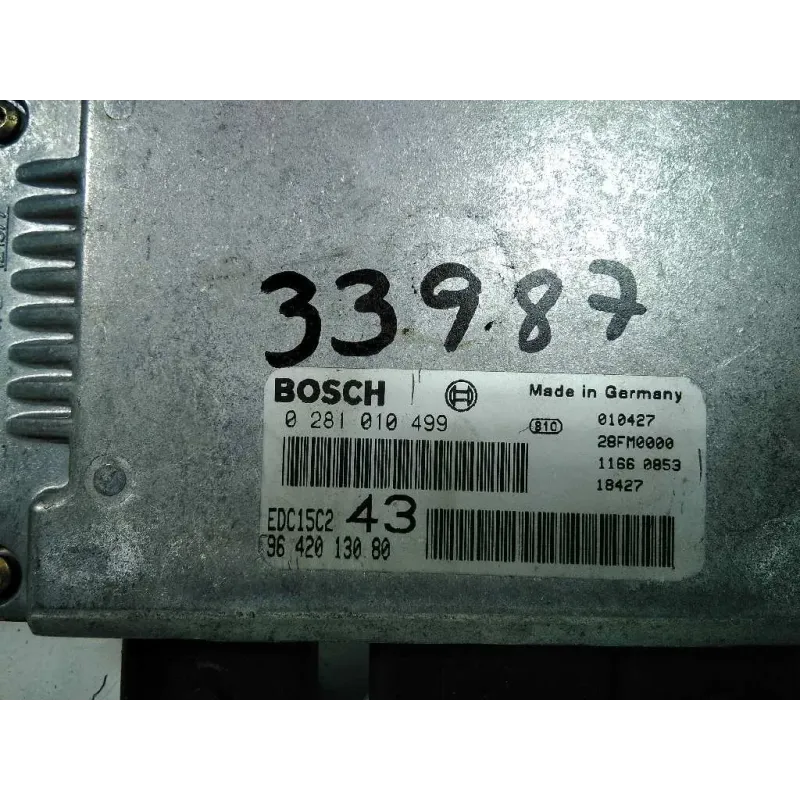 33987
BOSCH Made in Germany
0 281 010 499 810 010427
28FM0000
1166 0853
18427
EDC15C2 43
96 420 130 80